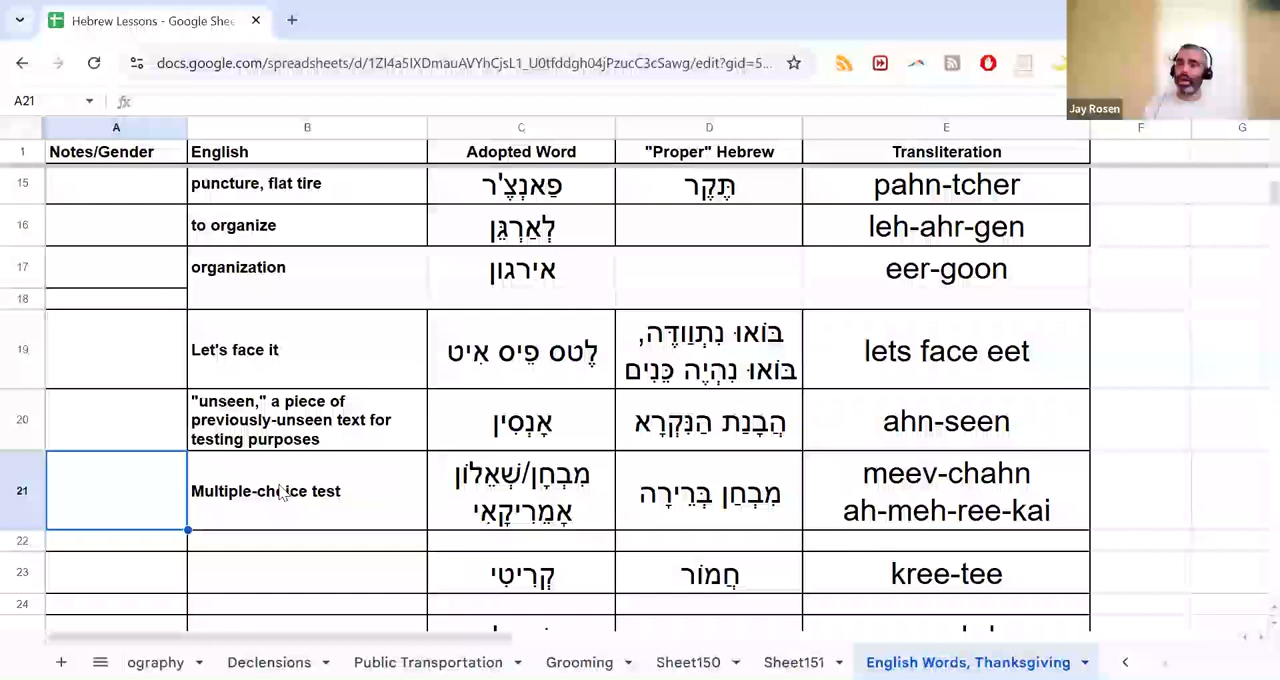 Hebrew Lessons - Google Shee
docs.google.com/spreadsheets/d/1ZI4a5IXDmauAVYhCjsL1_U0tfddgh04jPzucC3cSawg/edit?gid=5...
Jay Rosen
A21
fx
A B C D E F G
1 Notes/Gender English Adopted Word "Proper" Hebrew Transliteration
15 puncture, flat tire פַאנְצֶ'ר תֶּקֶר pahn-tcher
16 to organize לְאַרְגֵּן leh-ahr-gen
17 organization אירגון eer-goon
18
19 Let's face it לֶטס פֵיס אִיט בּוֹאוּ נִתְוַודֶּה, lets face eet
בּוֹאוּ נִהְיֶה כֵּנִים
20 "unseen," a piece of
previously-unseen text for
testing purposes
אָנְסִין הֲבָנַת הַנִּקְרָא ahn-seen
21 Multiple-choice test מִבְחָן/שְׁאֵלוֹן
אָמֵרִיקָאִי
מִבְחַן בְּרֵירָה
meev-chahn
ah-meh-ree-kai
22
23 קְרִיטִי חֲמוֹר kree-tee
24
ography Declensions Public Transportation Grooming Sheet150 Sheet151 English Words, Thanksgiving